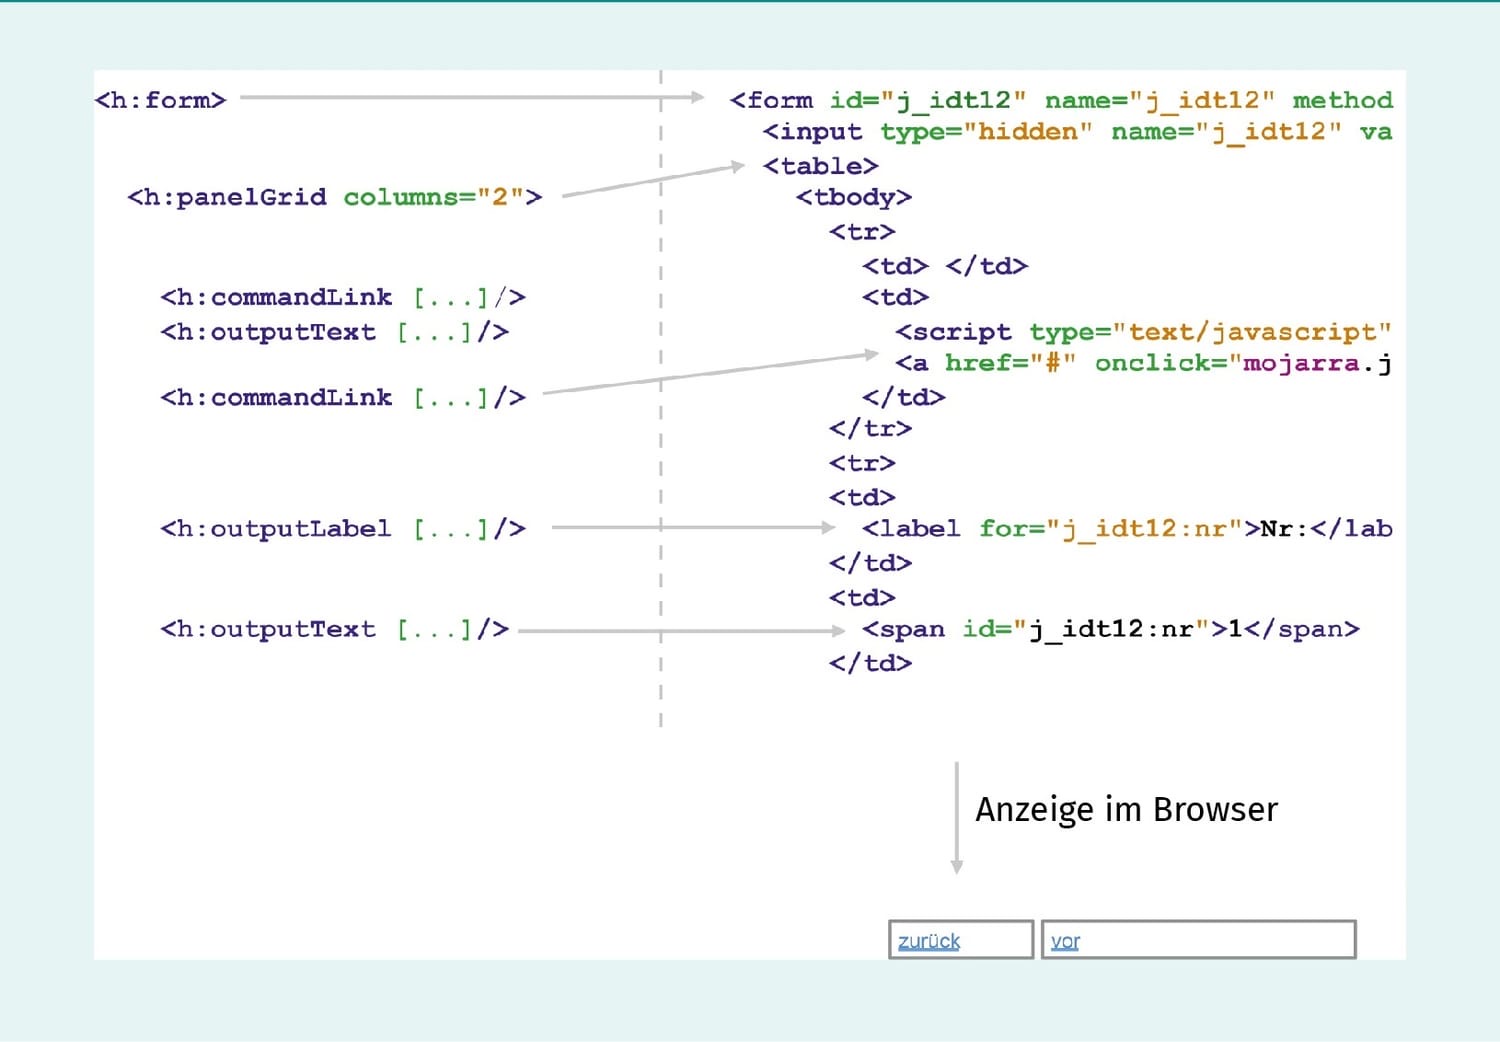 <h:form>
<h:panelGrid columns="2">
<h:commandLink [...]/>
<h:outputText [...]/>
<h:commandLink [...]/>
<h:outputLabel [...]/>
<h:outputText [...]/>
<form id="j_idt12" name="j_idt12" method
<input type="hidden" name="j_idt12" va
<table>
<tbody>
<tr>
<td> </td>
<td>
<script type="text/javascript"
<a href="#" onclick="mojarra.j
</td>
</tr>
<tr>
<td>
<label for="j_idt12:nr">Nr:</lab
</td>
<td>
<span id="j_idt12:nr">1</span>
</td>
Anzeige im Browser
zurück
vor